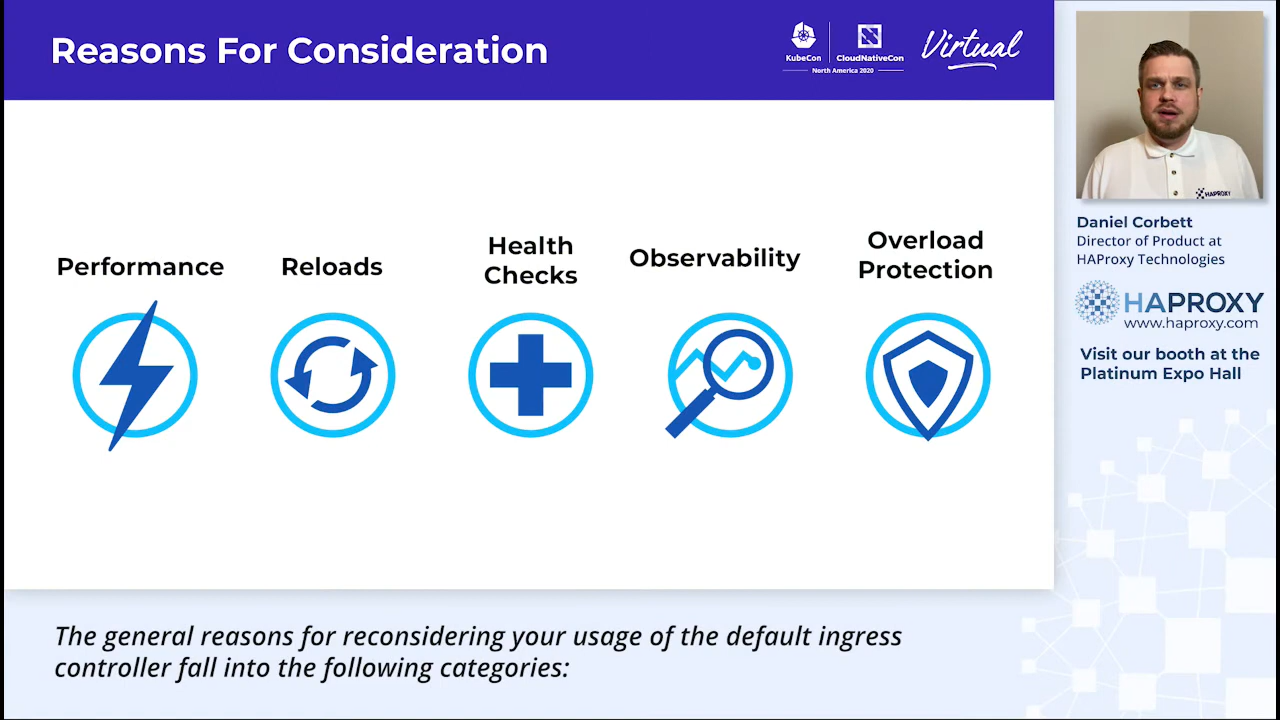 Reasons For Consideration
KubeCon
CloudNativeCon
North America 2020
Virtual
Performance
Reloads
Health
Checks
Observability
Overload
Protection
The general reasons for reconsidering your usage of the default ingress
controller fall into the following categories:
HAPROXY
Daniel Corbett
Director of Product at
HAProxy Technologies
HAPROXY
www.haproxy.com
Visit our booth at the
Platinum Expo Hall